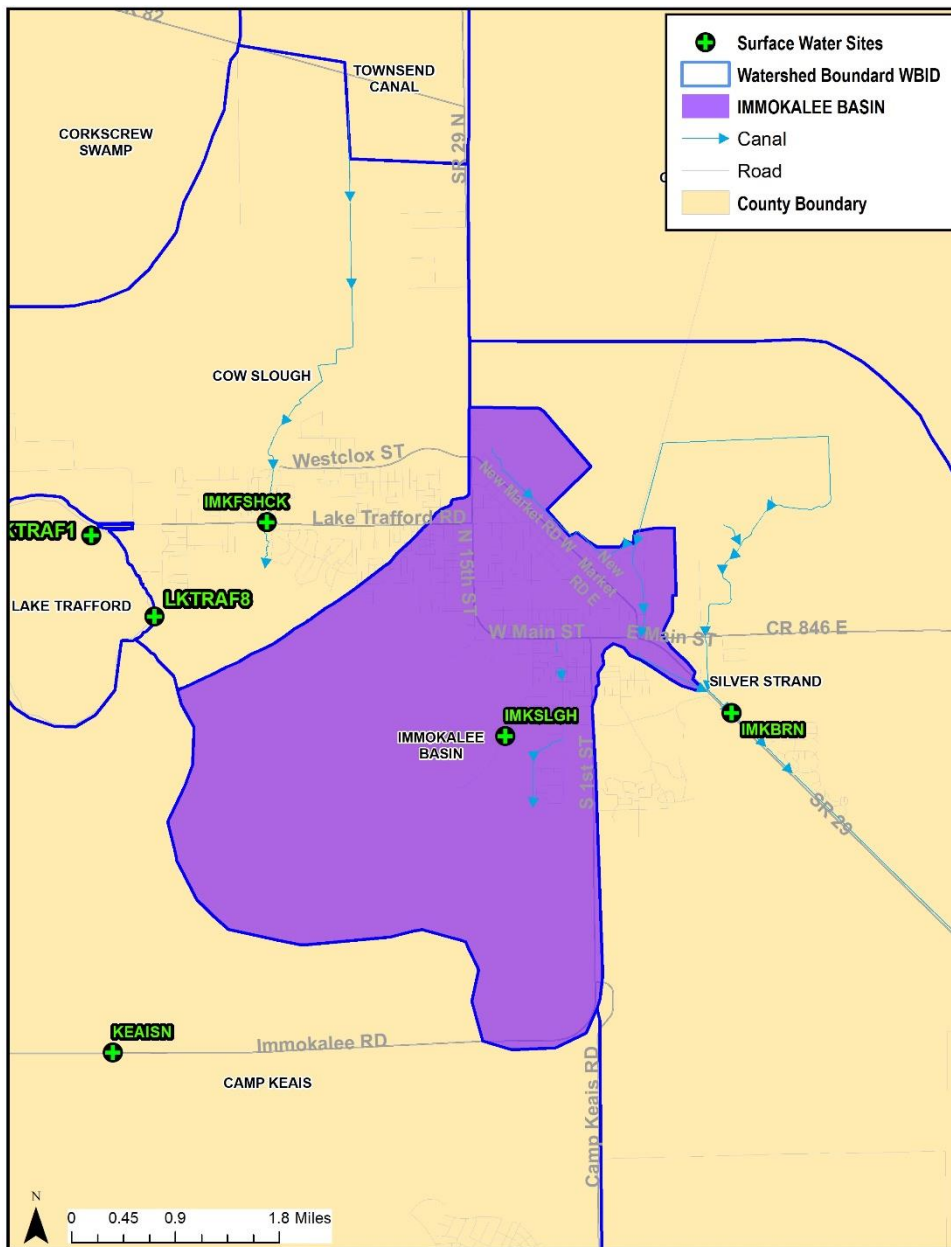 SR 82
TOWNSEND
CANAL
CORKSCREW
SWAMP
SR 29 N
Surface Water Sites
Watershed Boundard WBID
IMMOKALEE BASIN
Canal
Road
County Boundary
COW SLOUGH
Westclox ST
IMKFSHCK
Lake Trafford RD
New Market RD W
New
Market
RD E
KTRAF1
LAKE TRAFFORD
LKTRAF8
N 15th ST
W Main ST
E Main ST
CR 846 E
SILVER STRAND
IMKSLGH
IMKBRN
IMMOKALEE
BASIN
S 1st ST
SR 29
KEAISN
Immokalee RD
CAMP KEAIS
Camp Keais RD
N
0 0.45 0.9 1.8 Miles